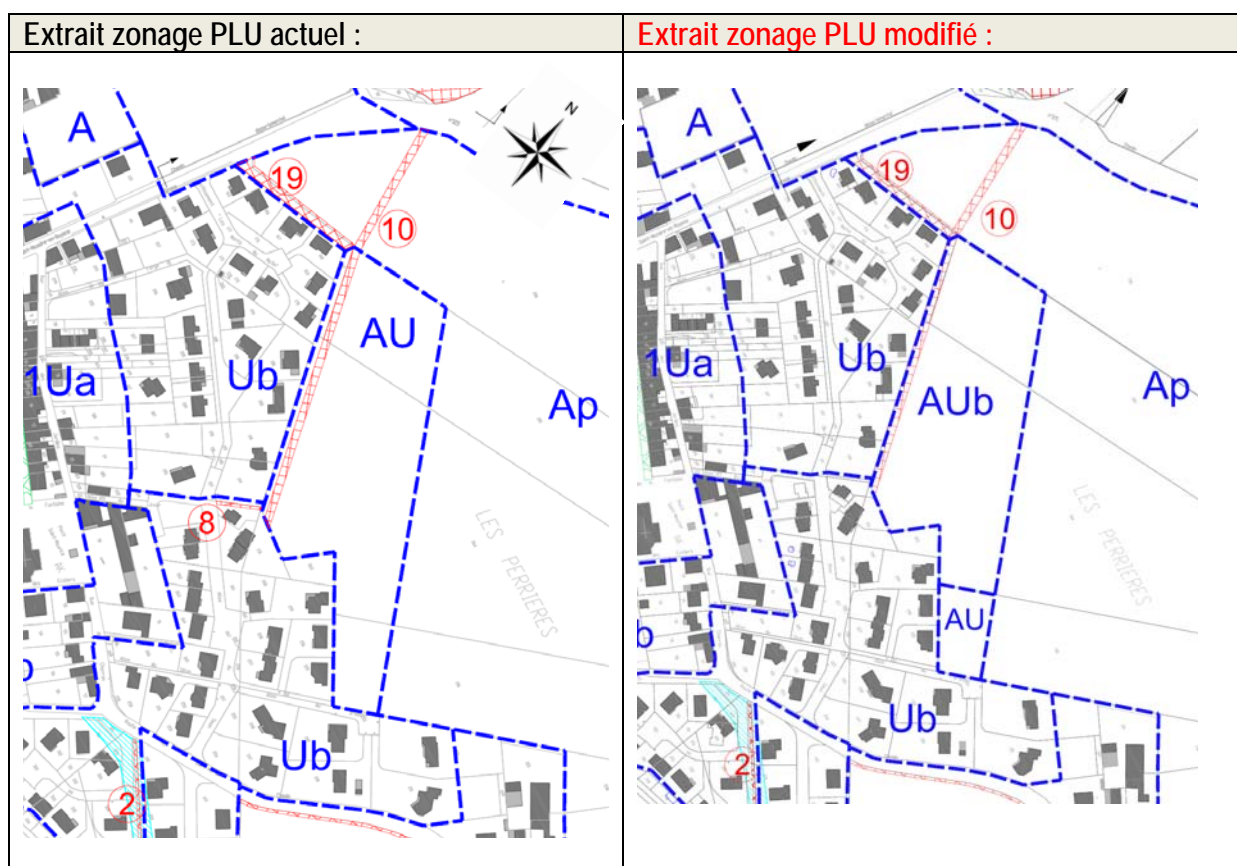 Extrait zonage PLU actuel :
Extrait zonage PLU modifié :
A
N
19
10
AU
1Ua
Ub
Ap
8
LES PERRIERES
Ub
2
A
19
10
1Ua
Ub
AUb
Ap
LES PERRIERES
AU
b
Ub
2